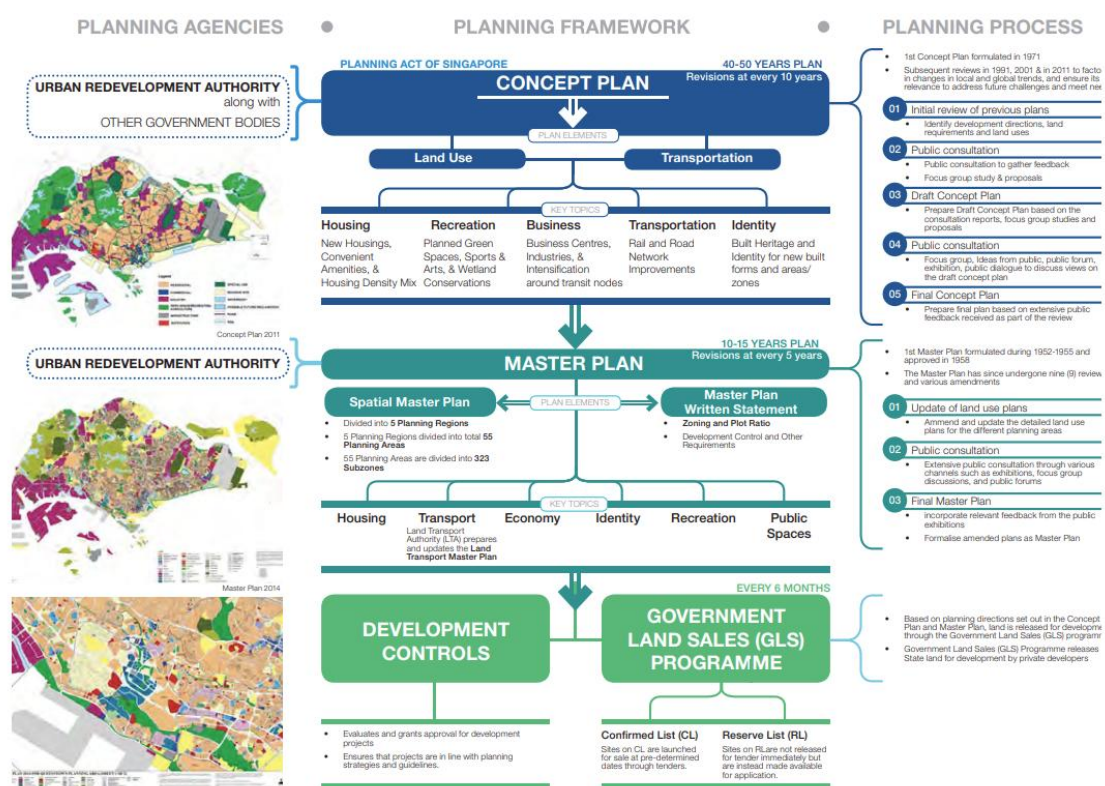 PLANNING AGENCIES
PLANNING FRAMEWORK
PLANNING PROCESS
URBAN REDEVELOPMENT AUTHORITY
along with
OTHER GOVERNMENT BODIES
Legend
Concept Plan 2011
URBAN REDEVELOPMENT AUTHORITY
Master Plan 2014
PLANNING ACT OF SINGAPORE
40-50 YEARS PLAN
Revisions at every 10 years
CONCEPT PLAN
PLAN ELEMENTS
Land Use
Transportation
KEY TOPICS
Housing
New Housings,
Convenient
Amenities, &
Housing Density Mix
Recreation
Planned Green
Spaces, Sports &
Arts, & Wetland
Conservations
Business
Business Centres,
Industries, &
Intensification
around transit nodes
Transportation
Rail and Road
Network
Improvements
Identity
Built Heritage and
Identity for new built
forms and areas/
zones
10-15 YEARS PLAN
Revisions at every 5 years
MASTER PLAN
Spatial Master Plan
PLAN ELEMENTS
Master Plan
Written Statement
• Divided into 5 Planning Regions
• 5 Planning Regions divided into total 55
Planning Areas
• 55 Planning Areas are divided into 323
Subzones
• Zoning and Plot Ratio
• Development Control and Other
Requirements
KEY TOPICS
Housing
Transport
Land Transport
Authority (LTA) prepares
and updates the Land
Transport Master Plan
Economy
Identity
Recreation
Public
Spaces
EVERY 6 MONTHS
DEVELOPMENT
CONTROLS
GOVERNMENT
LAND SALES (GLS)
PROGRAMME
• Evaluates and grants approval for development
projects
• Ensures that projects are in line with planning
strategies and guidelines.
Confirmed List (CL)
Sites on CL are launched
for sale at pre-determined
dates through tenders.
Reserve List (RL)
Sites on RLare not released
for tender immediately but
are instead made available
for application.
• 1st Concept Plan formulated in 1971
• Subsequent reviews in 1991, 2001 & in 2011 to facto
in changes in local and global trends, and ensure its
relevance to address future challenges and meet
01 Initial review of previous plans
• Identify development directions, land
requirements and land uses
02 Public consultation
• Public consultation to gather feedback
• Focus group study & proposals
03 Draft Concept Plan
• Prepare Draft Concept Plan based on the
consultation reports, focus group studies and
proposals
04 Public consultation
• Focus group, Ideas from public, public forum,
exhibition, public dialogue to discuss views on
the draft concept plan
05 Final Concept Plan
• Prepare final plan based on extensive public
feedback received as part of the review
• 1st Master Plan formulated during 1952-1955 and
approved in 1958
• The Master Plan has since undergone nine (9) review
and various amendments
01 Update of land use plans
• Ammend and update the detailed land use
plans for the different planning areas
02 Public consultation
• Extensive public consultation through various
channels such as exhibitions, focus group
discussions, and public forums
03 Final Master Plan
• incorporate relevant feedback from the public
exhibitions
• Formalise amended plans as Master Plan
• Based on planning directions set out in the Concept
Plan and Master Plan, land is released for developme
through the Government Land Sales (GLS) programm
• Government Land Sales (GLS) Programme releases
State land for development by private developers